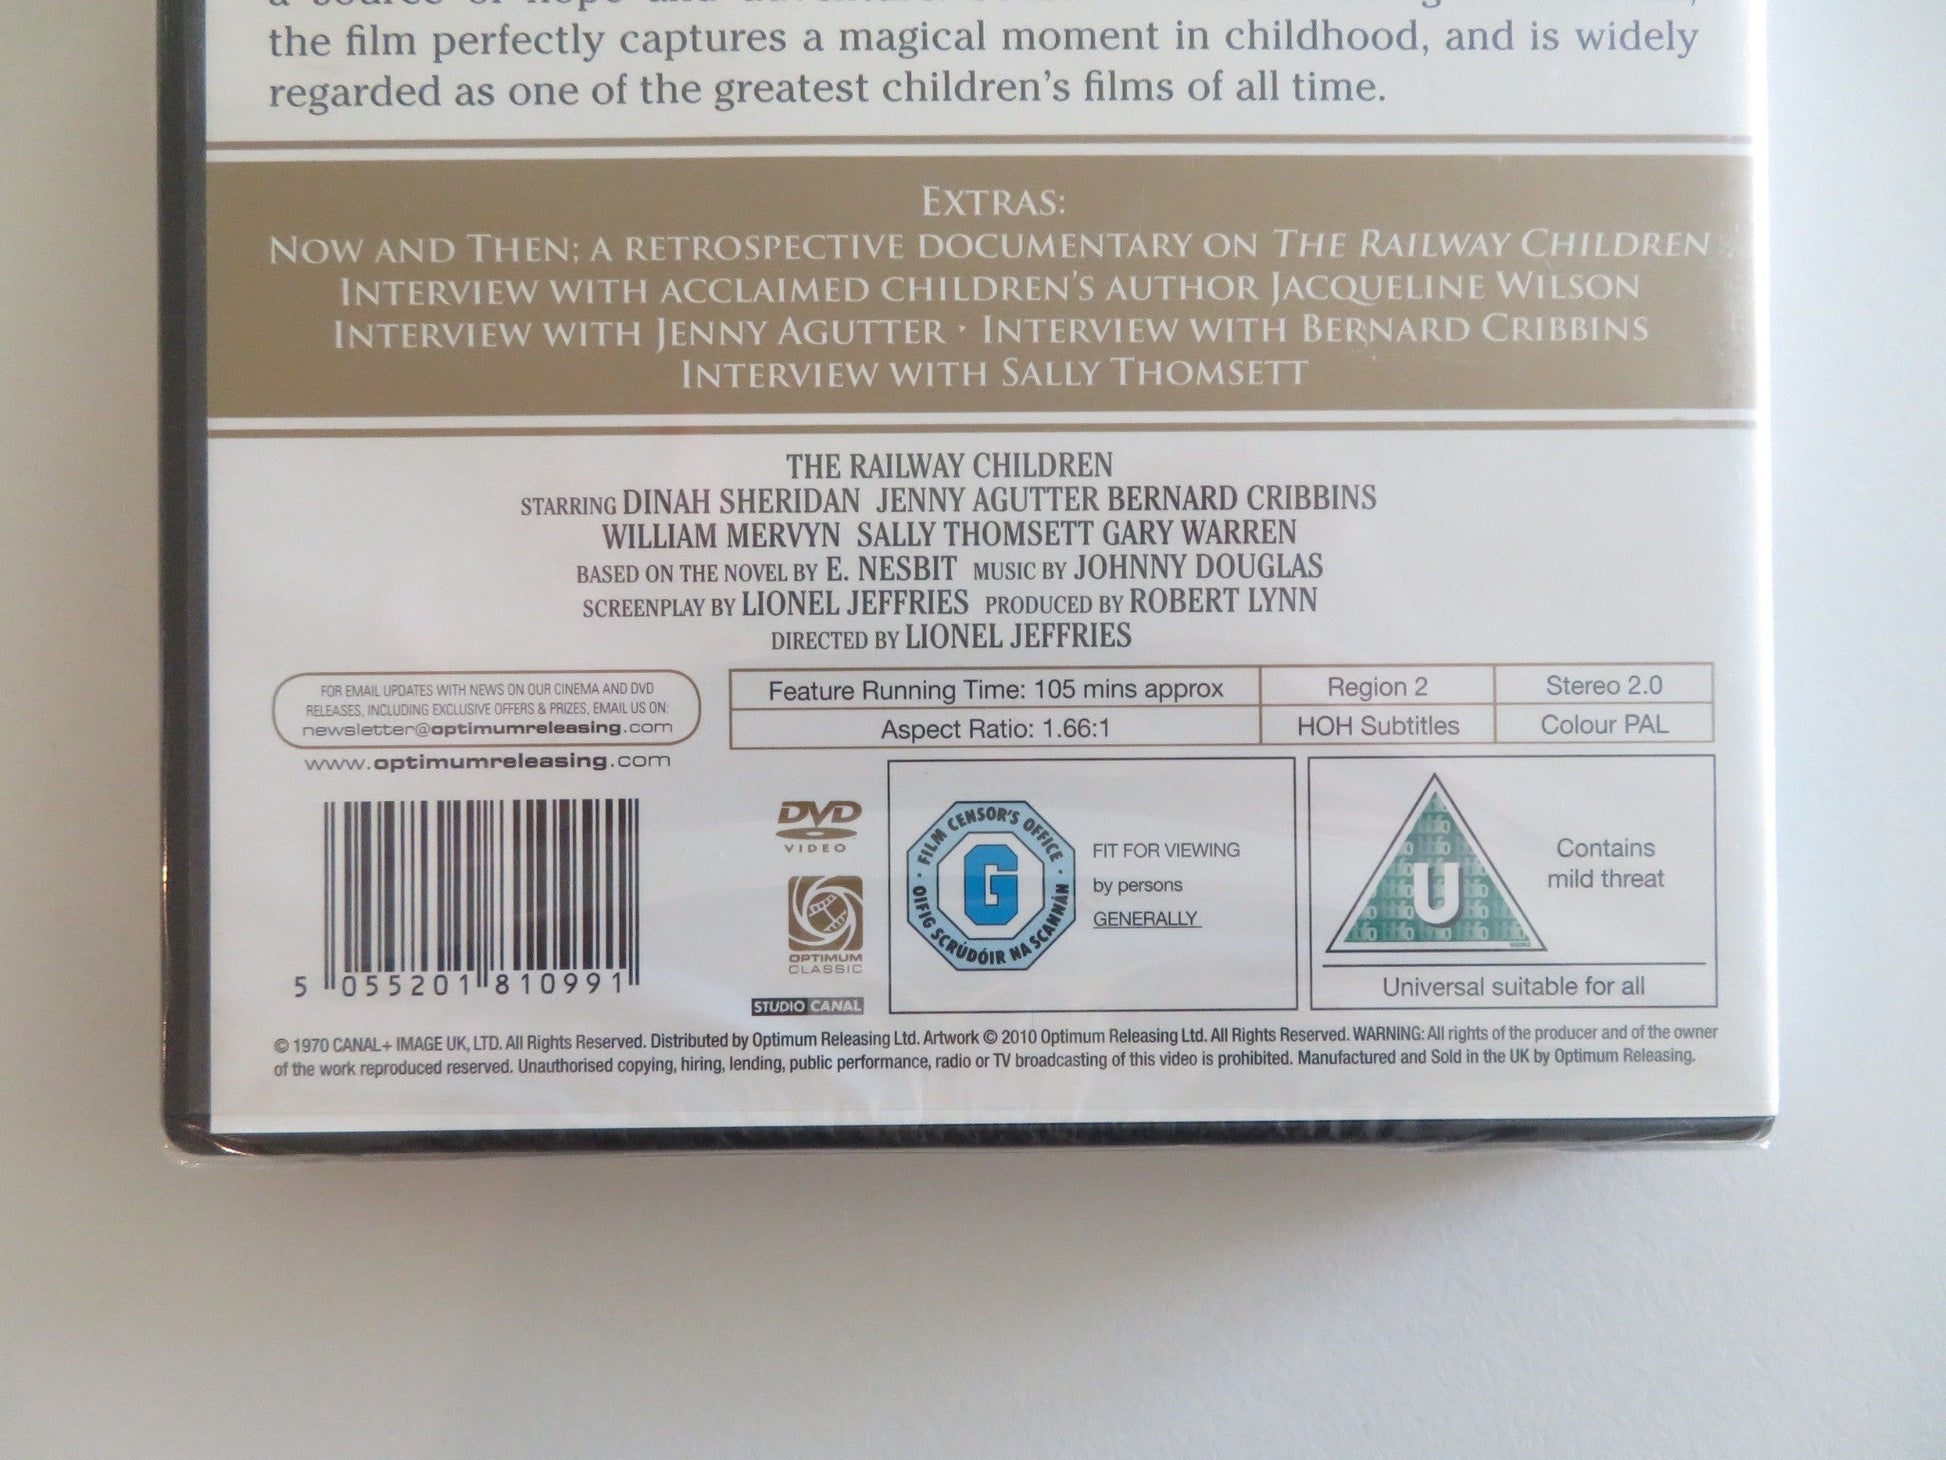 the film perfectly captures a magical moment in childhood, and is widely
regarded as one of the greatest children's films of all time.
EXTRAS:
NOW AND THEN; A RETROSPECTIVE DOCUMENTARY ON THE RAILWAY CHILDREN
INTERVIEW WITH ACCLAIMED CHILDREN'S AUTHOR JACQUELINE WILSON
INTERVIEW WITH JENNY AGUTTER · INTERVIEW WITH BERNARD CRIBBINS
INTERVIEW WITH SALLY THOMSETT
THE RAILWAY CHILDREN
STARRING DINAH SHERIDAN JENNY AGUTTER BERNARD CRIBBINS
WILLIAM MERVYN SALLY THOMSETT GARY WARREN
BASED ON THE NOVEL BY E. NESBIT MUSIC BY JOHNNY DOUGLAS
SCREENPLAY BY LIONEL JEFFRIES PRODUCED BY ROBERT LYNN
DIRECTED BY LIONEL JEFFRIES
FOR EMAIL UPDATES WITH NEWS ON OUR CINEMA AND DVD
RELEASES, INCLUDING EXCLUSIVE OFFERS & PRIZES, EMAIL US ON:
newsletter@optimumreleasing.com
www.optimumreleasing.com
Feature Running Time: 105 mins approx
Region 2
Stereo 2.0
Aspect Ratio: 1.66:1
HOH Subtitles
Colour PAL
5 055201 810991
DVD
VIDEO
OPTIMUM
CLASSIC
STUDIO CANAL
FILM CENSOR'S OFFICE
G
OIFIG SCRÚDÓIR NA SCANNÁN
FIT FOR VIEWING
by persons
GENERALLY
U
Contains
mild threat
Universal suitable for all
© 1970 CANAL+ IMAGE UK, LTD. All Rights Reserved. Distributed by Optimum Releasing Ltd. Artwork © 2010 Optimum Releasing Ltd. All Rights Reserved. WARNING: All rights of the producer and of the owner
of the work reproduced reserved. Unauthorised copying, hiring, lending, public performance, radio or TV broadcasting of this video is prohibited. Manufactured and Sold in the UK by Optimum Releasing.